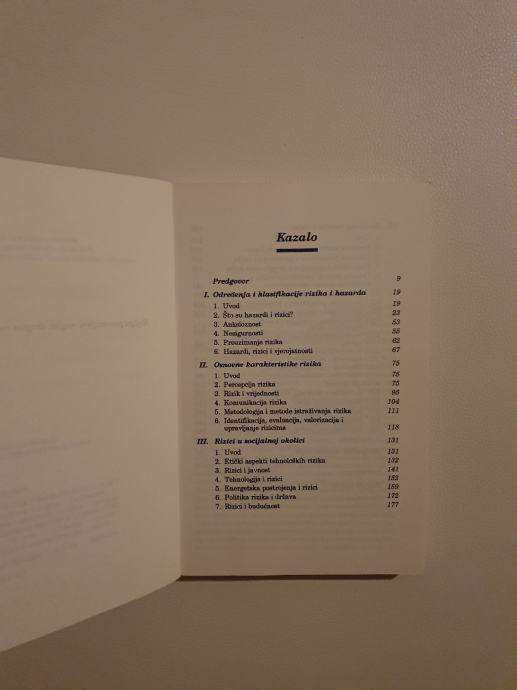 Kazalo
Predgovor 9
I. Određenja i klasifikacije rizika i hazarda 19
1. Uvod 19
2. Što su hazardi i rizici? 23
3. Anksioznost 53
4. Nesigurnosti 55
5. Preuzimanje rizika 62
6. Hazardi, rizici i vjerojatnosti 67
II. Osnovne karakteristike rizika 75
1. Uvod 75
2. Percepcija rizika 75
3. Rizik i vrijednosti 95
4. Komunikacija rizika 104
5. Metodologija i metode istraživanja rizika 111
6. Identifikacija, evaluacija, valorizacija i
upravljanje rizicima 118
III. Rizici u socijalnoj okolici 131
1. Uvod 131
2. Etički aspekti tehnoloških rizika 132
3. Rizici i javnost 141
4. Tehnologija i rizici 152
5. Energetska postrojenja i rizici 159
6. Politika rizika i država 172
7. Rizici i budućnost 177